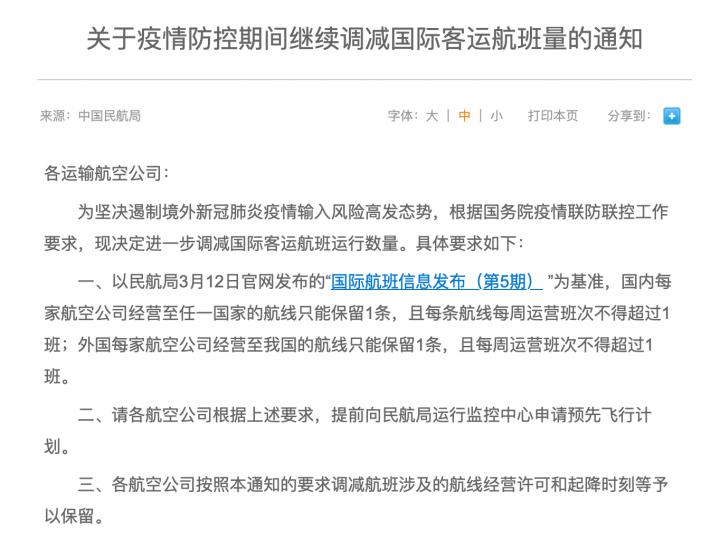 关于疫情防控期间继续调减国际客运航班量的通知
来源：中国民航局 字体：大 | 中 | 小 打印本页 分享到：
各运输航空公司：
为坚决遏制境外新冠肺炎疫情输入风险高发态势，根据国务院疫情联防联控工作
要求，现决定进一步调减国际客运航班运行数量。具体要求如下：
一、以民航局3月12日官网发布的“国际航班信息发布（第5期） ”为基准，国内每
家航空公司经营至任一国家的航线只能保留1条，且每条航线每周运营班次不得超过1
班；外国每家航空公司经营至我国的航线只能保留1条，且每周运营班次不得超过1
班。
二、请各航空公司根据上述要求，提前向民航局运行监控中心申请预先飞行计
划。
三、各航空公司按照本通知的要求调减航班涉及的航线经营许可和起降时刻等予
以保留。